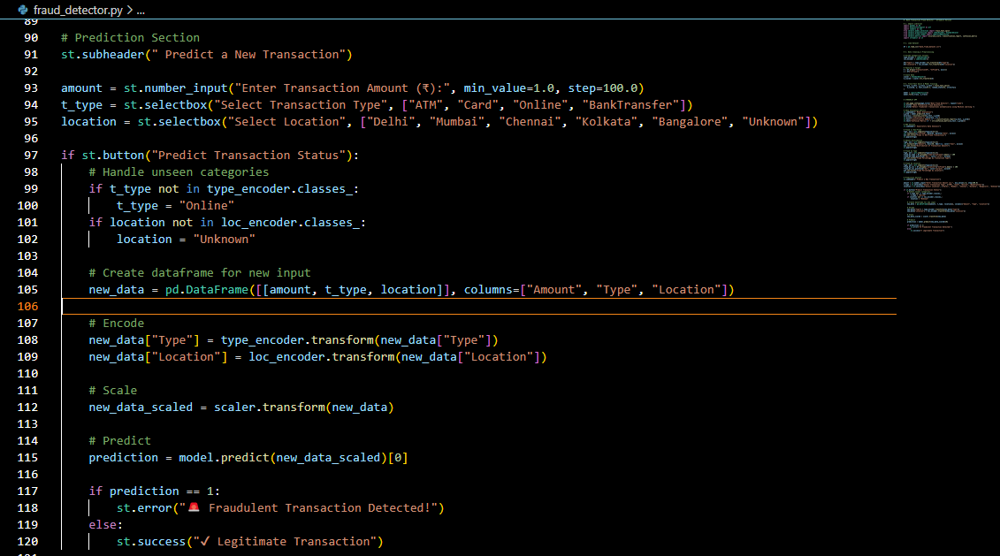 fraud_detector.py > ...
89
90 # Prediction Section
91 st.subheader(" Predict a New Transaction")
92
93 amount = st.number_input("Enter Transaction Amount (₹):", min_value=1.0, step=100.0)
94 t_type = st.selectbox("Select Transaction Type", ["ATM", "Card", "Online", "BankTransfer"])
95 location = st.selectbox("Select Location", ["Delhi", "Mumbai", "Chennai", "Kolkata", "Bangalore", "Unknown"])
96
97 if st.button("Predict Transaction Status"):
98     # Handle unseen categories
99     if t_type not in type_encoder.classes_:
100         t_type = "Online"
101     if location not in loc_encoder.classes_:
102         location = "Unknown"
103
104     # Create dataframe for new input
105     new_data = pd.DataFrame([[amount, t_type, location]], columns=["Amount", "Type", "Location"])
106
107     # Encode
108     new_data["Type"] = type_encoder.transform(new_data["Type"])
109     new_data["Location"] = loc_encoder.transform(new_data["Location"])
110
111     # Scale
112     new_data_scaled = scaler.transform(new_data)
113
114     # Predict
115     prediction = model.predict(new_data_scaled)[0]
116
117     if prediction == 1:
118         st.error("🚨 Fraudulent Transaction Detected!")
119     else:
120         st.success("✓ Legitimate Transaction")